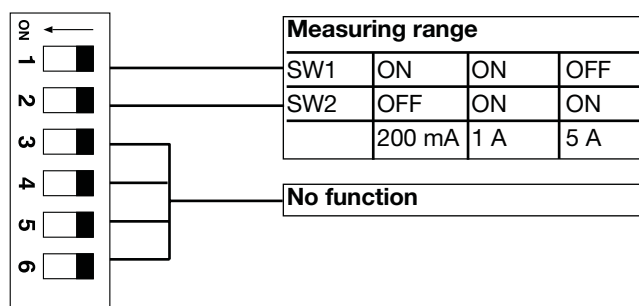 ON
1
2
3
4
5
6
Measuring range
SW1 ON ON OFF
SW2 OFF ON ON
200 mA 1 A 5 A
No function